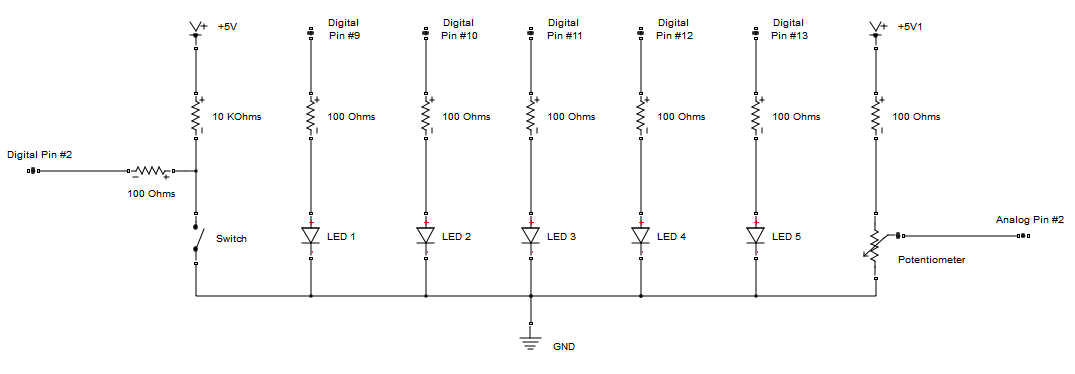 +5V
Digital
Pin #9
Digital
Pin #10
Digital
Pin #11
Digital
Pin #12
Digital
Pin #13
+5V1
10 KOhms
100 Ohms
100 Ohms
100 Ohms
100 Ohms
100 Ohms
100 Ohms
Digital Pin #2
100 Ohms
Switch
LED 1
LED 2
LED 3
LED 4
LED 5
Analog Pin #2
Potentiometer
GND